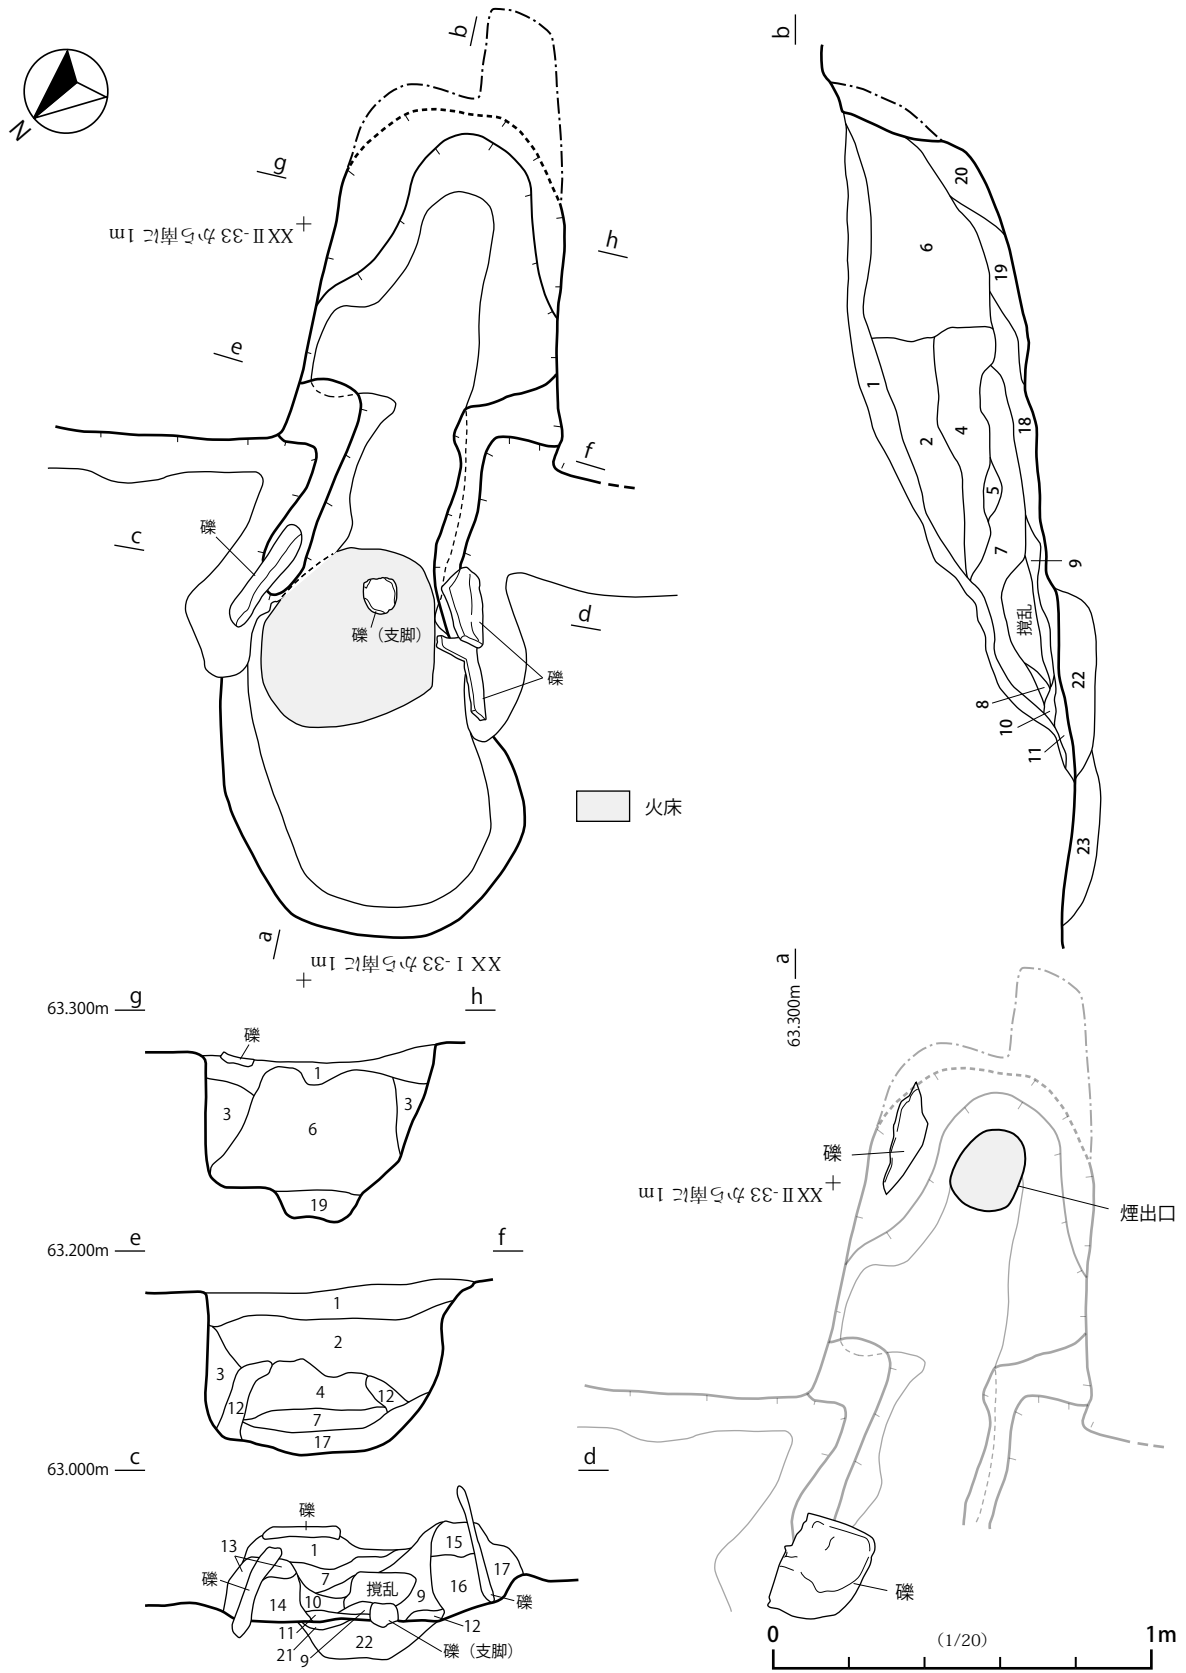 b
N
g
XXⅡ-33から南に1m
h
e
f
c
礫
d
礫（支脚）
礫
火床
a
XXⅠ-33から南に1m
b
20
6
19
1
2
4
18
5
7
9
撹乱
8
10
11
22
23
a
63.300m
63.300m
g
h
礫
1
3
3
6
19
63.200m
e
f
1
2
3
4
12
12
7
17
63.000m
c
d
礫
13
1
15
17
礫
7
撹乱
16
14
10
9
礫
11
12
21
9
22
礫（支脚）
礫
XXⅡ-33から南に1m
煙出口
礫
0
（1/20）
1m